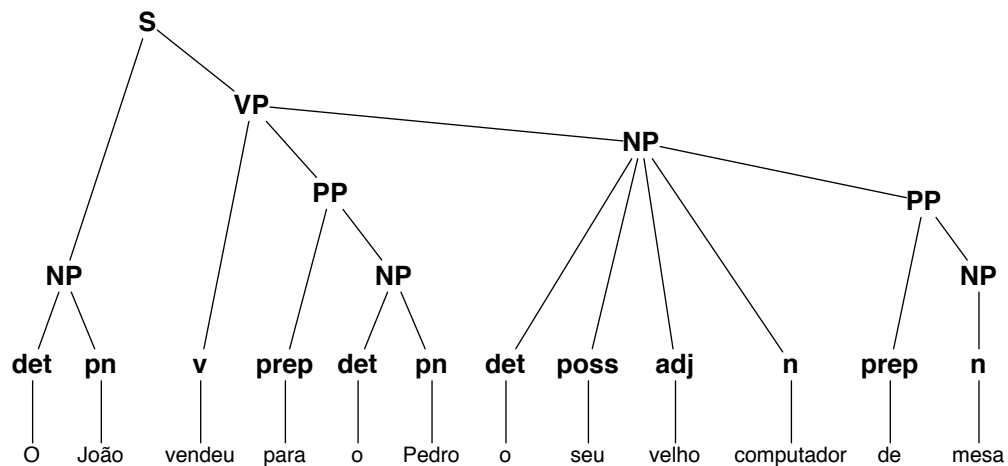 S
VP
NP
PP
PP
NP
NP
NP
det pn v prep det pn det poss adj n prep n
O João vendeu para o Pedro o seu velho computador de mesa